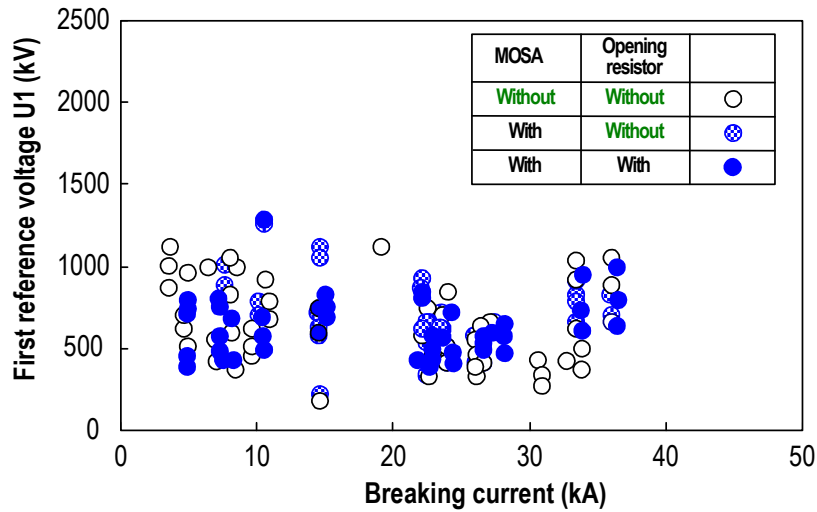 2500
2000
1500
1000
500
0
First reference voltage U1 (kV)
MOSA Opening resistor
Without Without
With Without
With With
0 10 20 30 40 50
Breaking current (kA)